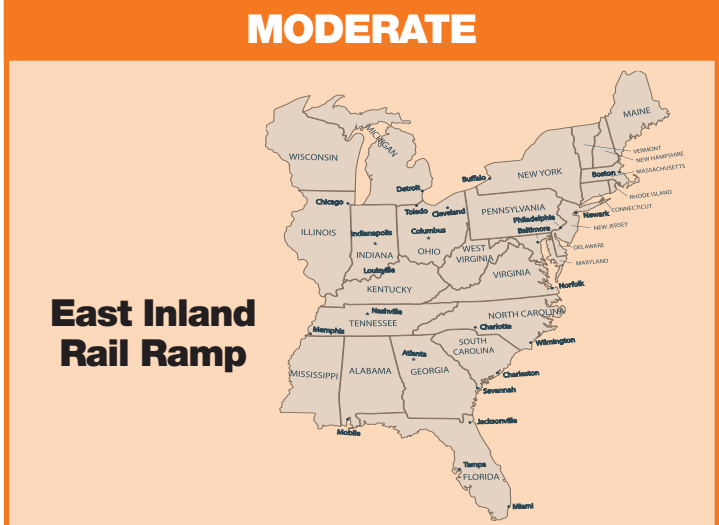 MODERATE
East Inland
Rail Ramp
MAINE
VERMONT
NEW HAMPSHIRE
MASSACHUSETTS
RHODE ISLAND
CONNECTICUT
NEW JERSEY
DELAWARE
MARYLAND
WISCONSIN
MICHIGAN
NEW YORK
Buffalo
Boston
Detroit
Chicago
Toledo
Cleveland
PENNSYLVANIA
Philadelphia
Newark
Baltimore
ILLINOIS
Indianapolis
INDIANA
Columbus
OHIO
WEST
VIRGINIA
VIRGINIA
Louisville
KENTUCKY
Norfolk
Nashville
TENNESSEE
Memphis
NORTH CAROLINA
Charlotte
Wilmington
SOUTH
CAROLINA
Atlanta
GEORGIA
ALABAMA
MISSISSIPPI
Charleston
Savannah
Jacksonville
Mobile
Tampa
FLORIDA
Miami